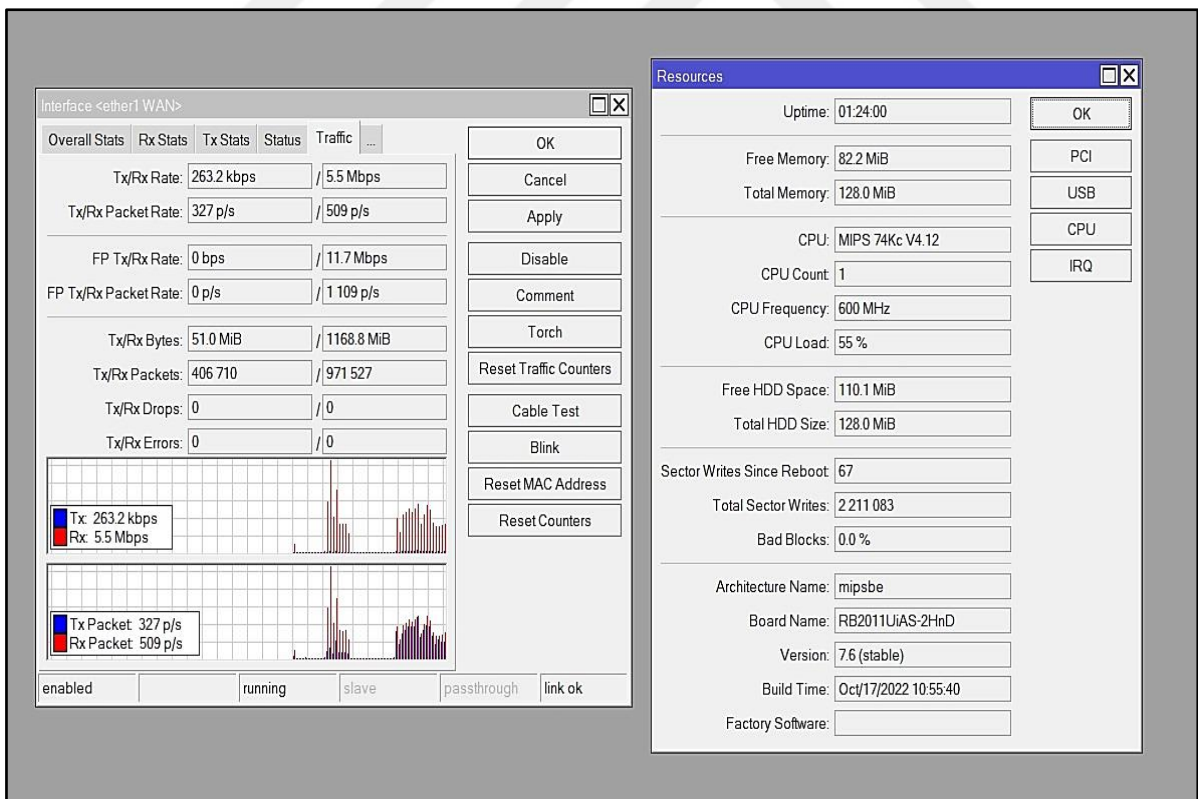 Interface <ether1 WAN>
Overall Stats Rx Stats Tx Stats Status Traffic ...
Tx/Rx Rate: 263.2 kbps / 5.5 Mbps
Tx/Rx Packet Rate: 327 p/s / 509 p/s
FP Tx/Rx Rate: 0 bps / 11.7 Mbps
FP Tx/Rx Packet Rate: 0 p/s / 1 109 p/s
Tx/Rx Bytes: 51.0 MiB / 1168.8 MiB
Tx/Rx Packets: 406 710 / 971 527
Tx/Rx Drops: 0 / 0
Tx/Rx Errors: 0 / 0
Tx: 263.2 kbps
Rx: 5.5 Mbps
Tx Packet: 327 p/s
Rx Packet: 509 p/s
OK
Cancel
Apply
Disable
Comment
Torch
Reset Traffic Counters
Cable Test
Blink
Reset MAC Address
Reset Counters
enabled running slave passthrough link ok
Resources
Uptime: 01:24:00
Free Memory: 82.2 MiB
Total Memory: 128.0 MiB
CPU: MIPS 74Kc V4.12
CPU Count: 1
CPU Frequency: 600 MHz
CPU Load: 55 %
Free HDD Space: 110.1 MiB
Total HDD Size: 128.0 MiB
Sector Writes Since Reboot: 67
Total Sector Writes: 2 211 083
Bad Blocks: 0.0 %
Architecture Name: mipsbe
Board Name: RB2011UiAS-2HnD
Version: 7.6 (stable)
Build Time: Oct/17/2022 10:55:40
Factory Software:
OK
PCI
USB
CPU
IRQ